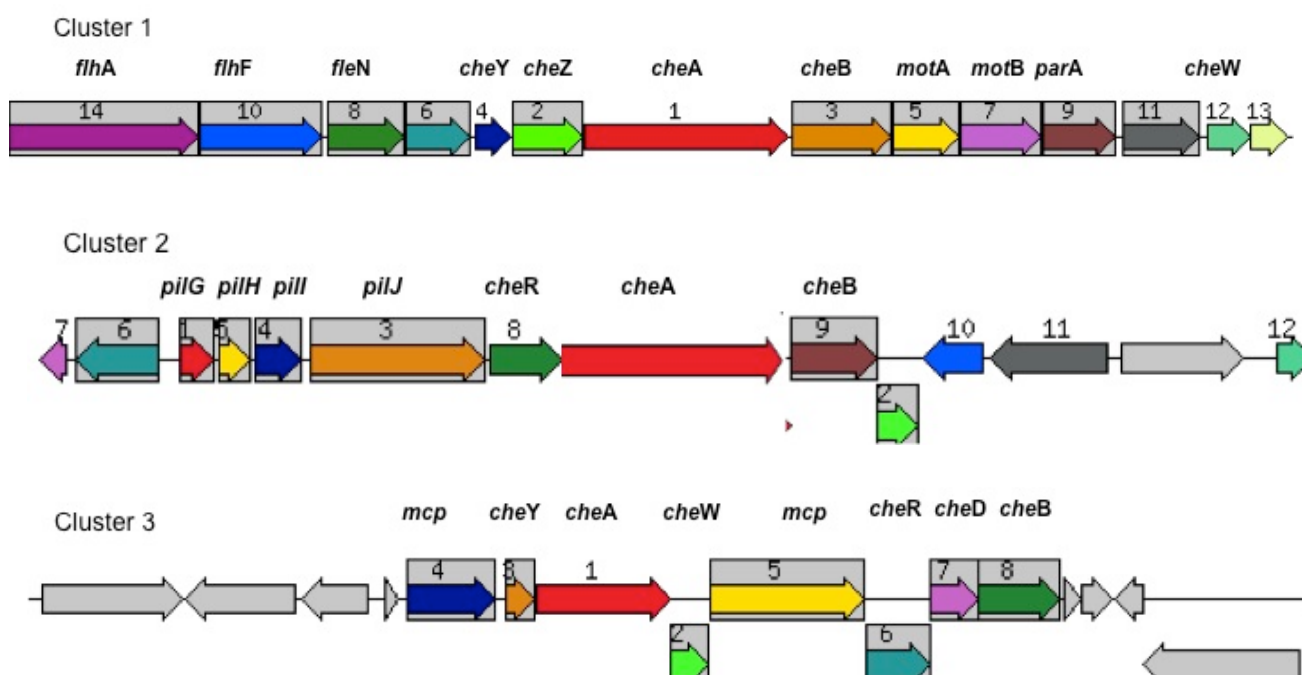 Cluster 1
flhA flhF fleN cheY cheZ cheA cheB motA motB parA cheW
14 10 8 6 4 2 1 3 5 7 9 11 12 13
Cluster 2
pilG pilH pilI pilJ cheR cheA cheB
7 6 1 5 4 3 8 9 10 11 12
2
Cluster 3
mcp cheY cheA cheW mcp cheR cheD cheB
4 3 1 5 7 8
2 6